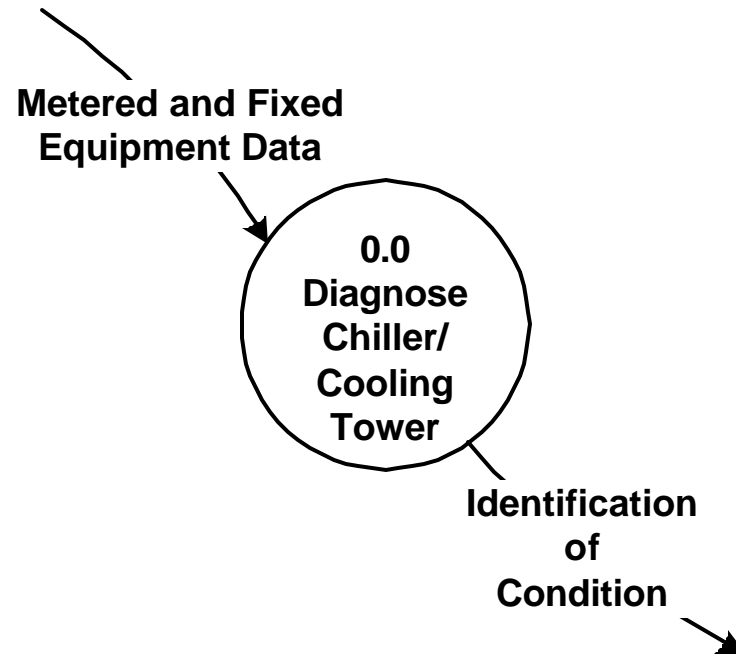 Metered and Fixed
Equipment Data
0.0
Diagnose
Chiller/
Cooling
Tower
Identification
of
Condition